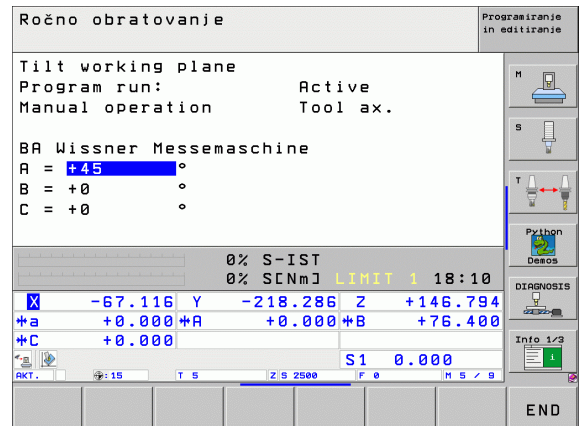 Ročno obratovanje
Programiranje
in editiranje
Tilt working plane
Program run: Active
Manual operation Tool ax.
BA Wissner Messemaschine
A = +45 °
B = +0 °
C = +0 °
0% S-IST
0% S[Nm] LIMIT 1 18:10
X -67.116 Y -218.286 Z +146.794
a +0.000 A +0.000 B +76.400
C +0.000
S1 0.000
AKT. :15 T 5 Z S 2500 F 0 M 5 / 9
M
S
T
Python
Demos
DIAGNOSIS
Info 1/3
i
END